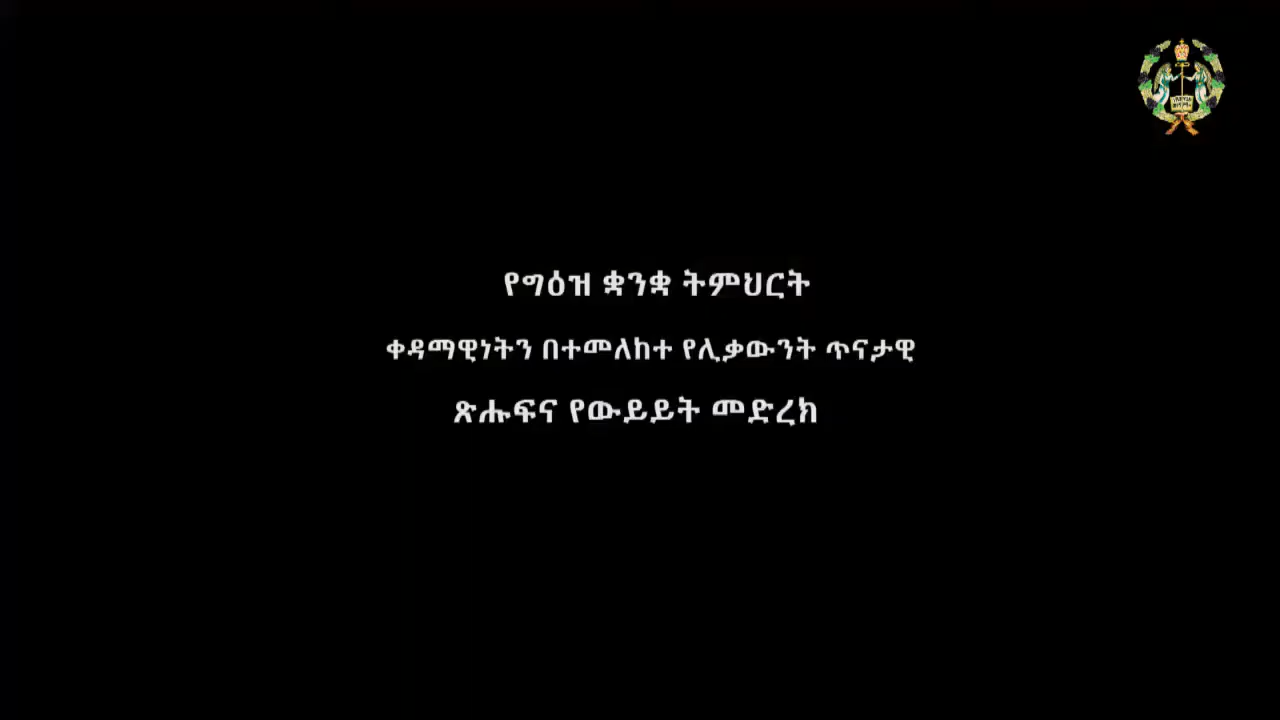 የግዕዝ ቋንቋ ትምህርት
ቀዳማዊነትን በተመለከተ የሊቃውንት ጥናታዊ
ጽሑፍና የውይይት መድረክ